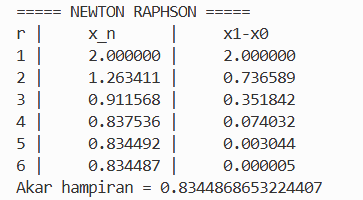 ===== NEWTON RAPHSON =====
r | x_n | x1-x0
1 | 2.000000 | 2.000000
2 | 1.263411 | 0.736589
3 | 0.911568 | 0.351842
4 | 0.837536 | 0.074032
5 | 0.834492 | 0.003044
6 | 0.834487 | 0.000005
Akar hampiran = 0.8344868653224407